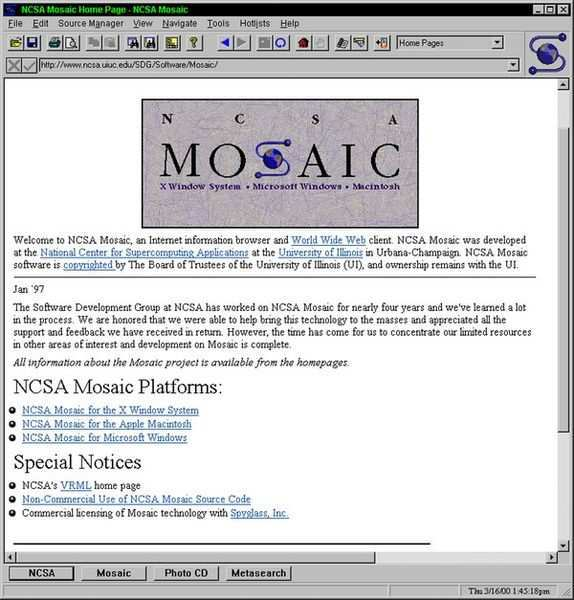 NCSA Mosaic Home Page - NCSA Mosaic
File Edit Source Manager View Navigate Tools Hotlists Help
Home Pages
http://www.ncsa.uiuc.edu/SDG/Software/Mosaic/
N C S A
MOSAIC
X Window System • Microsoft Windows • Macintosh
Welcome to NCSA Mosaic, an Internet information browser and World Wide Web client. NCSA Mosaic was developed
at the National Center for Supercomputing Applications at the University of Illinois in Urbana-Champaign. NCSA Mosaic
software is copyrighted by The Board of Trustees of the University of Illinois (UI), and ownership remains with the UI.
Jan '97
The Software Development Group at NCSA has worked on NCSA Mosaic for nearly four years and we've learned a lot
in the process. We are honored that we were able to help bring this technology to the masses and appreciated all the
support and feedback we have received in return. However, the time has come for us to concentrate our limited resources
in other areas of interest and development on Mosaic is complete.
All information about the Mosaic project is available from the homepages.
NCSA Mosaic Platforms:
NCSA Mosaic for the X Window System
NCSA Mosaic for the Apple Macintosh
NCSA Mosaic for Microsoft Windows
Special Notices
NCSA's VRML home page
Non-Commercial Use of NCSA Mosaic Source Code
Commercial licensing of Mosaic technology with Spyglass, Inc.
NCSA Mosaic Photo CD Metasearch
Thu 3/16/00 1:45:18pm